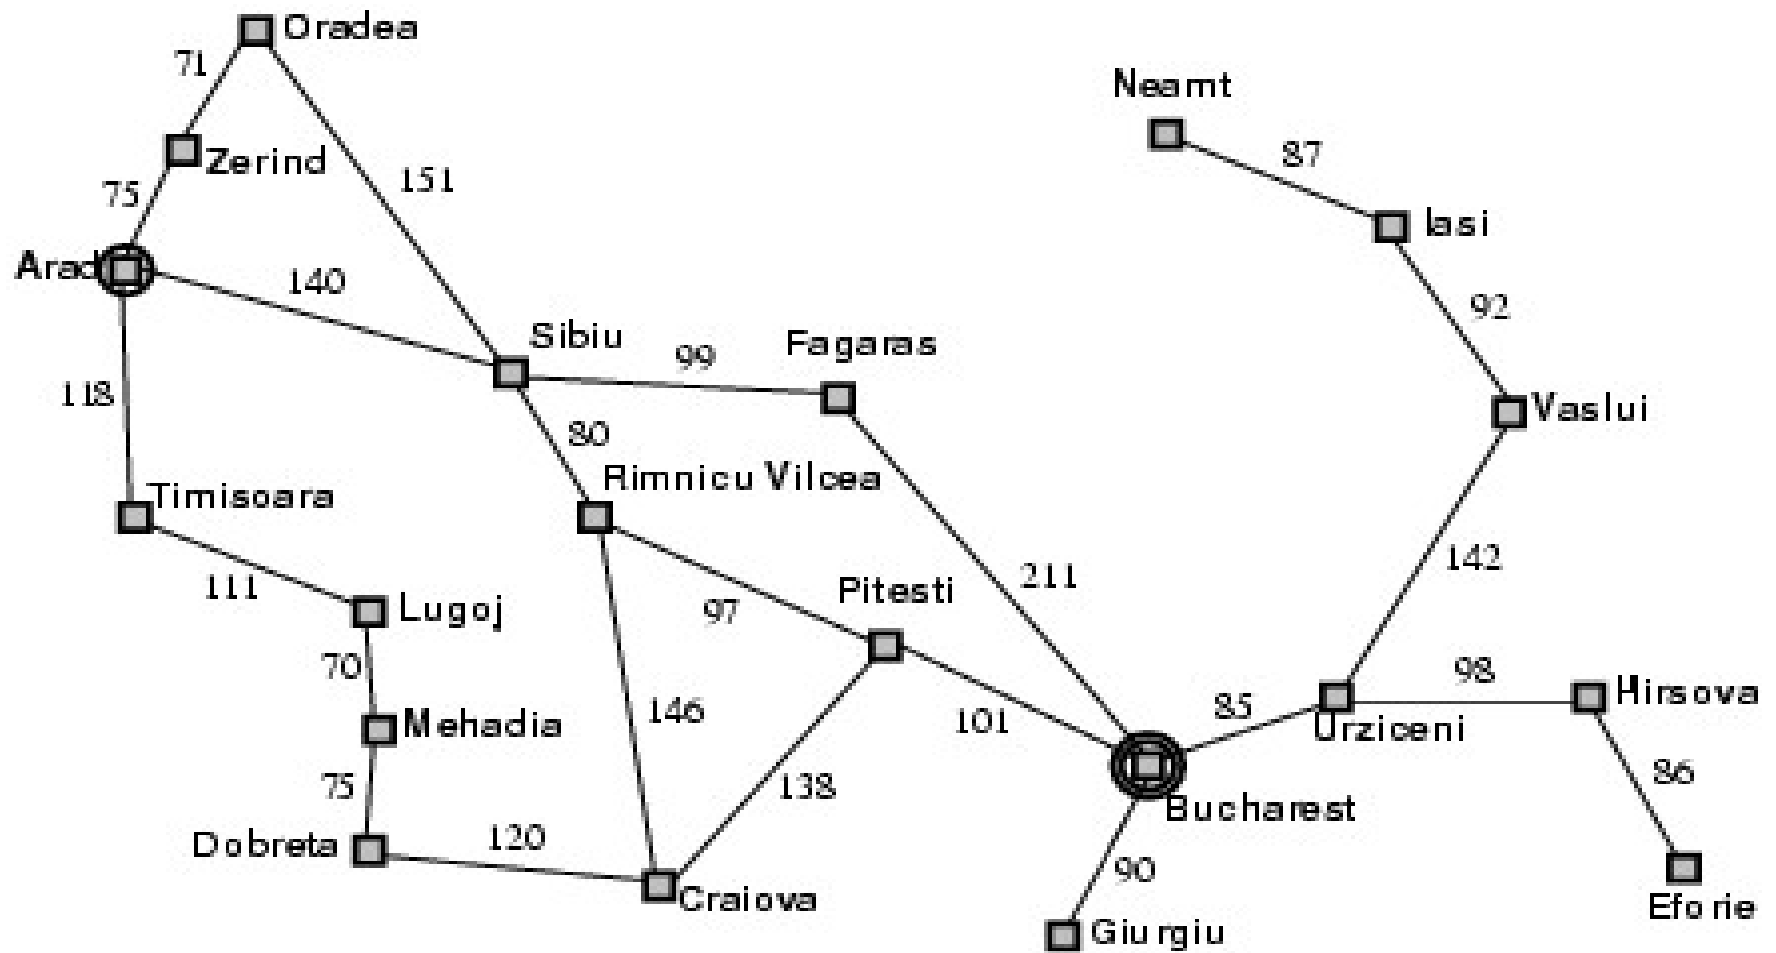 Oradea
71
Neamt
87
Zerind
75
151
Iasi
Arad
140
92
Sibiu
99
Fagaras
118
80
Vaslui
Rimnicu Vilcea
Timisoara
142
211
111
Pitesti
97
Lugoj
70
98
Hirsova
146
85
Mehadia
101
Urziceni
86
75
138
Bucharest
Dobreta
120
90
Craiova
Eforie
Giurgiu